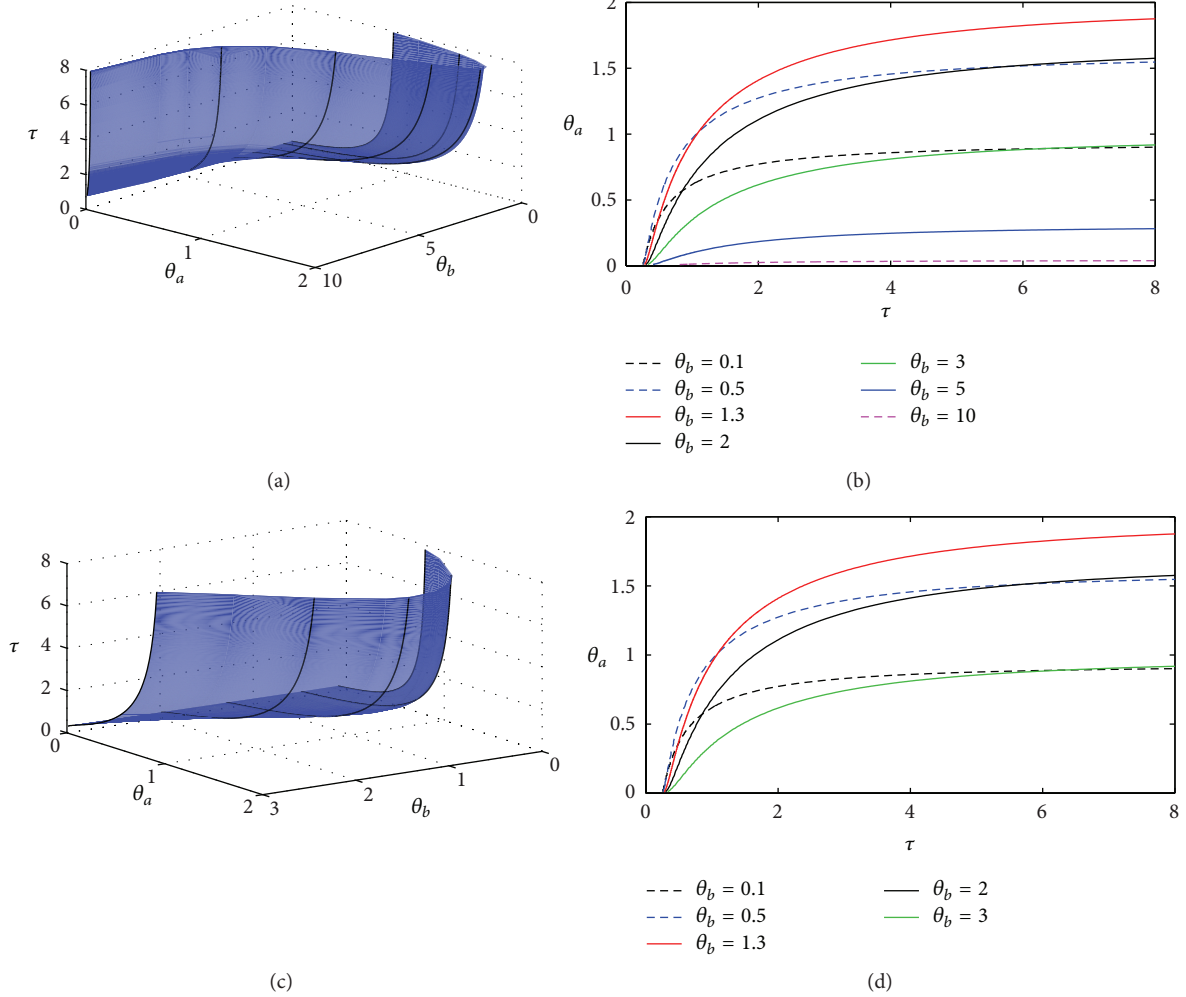 8
6
τ
4
2
0
0
1
θa
2
10
5
θb
0
(a)
2
1.5
θa
1
0.5
0
0 2 4 6 8
τ
θb = 0.1
θb = 0.5
θb = 1.3
θb = 2
θb = 3
θb = 5
θb = 10
(b)
8
6
τ
4
2
0
0
1
θa
2
3
2
θb
1
0
(c)
2
1.5
θa
1
0.5
0
0 2 4 6 8
τ
θb = 0.1
θb = 0.5
θb = 1.3
θb = 2
θb = 3
(d)